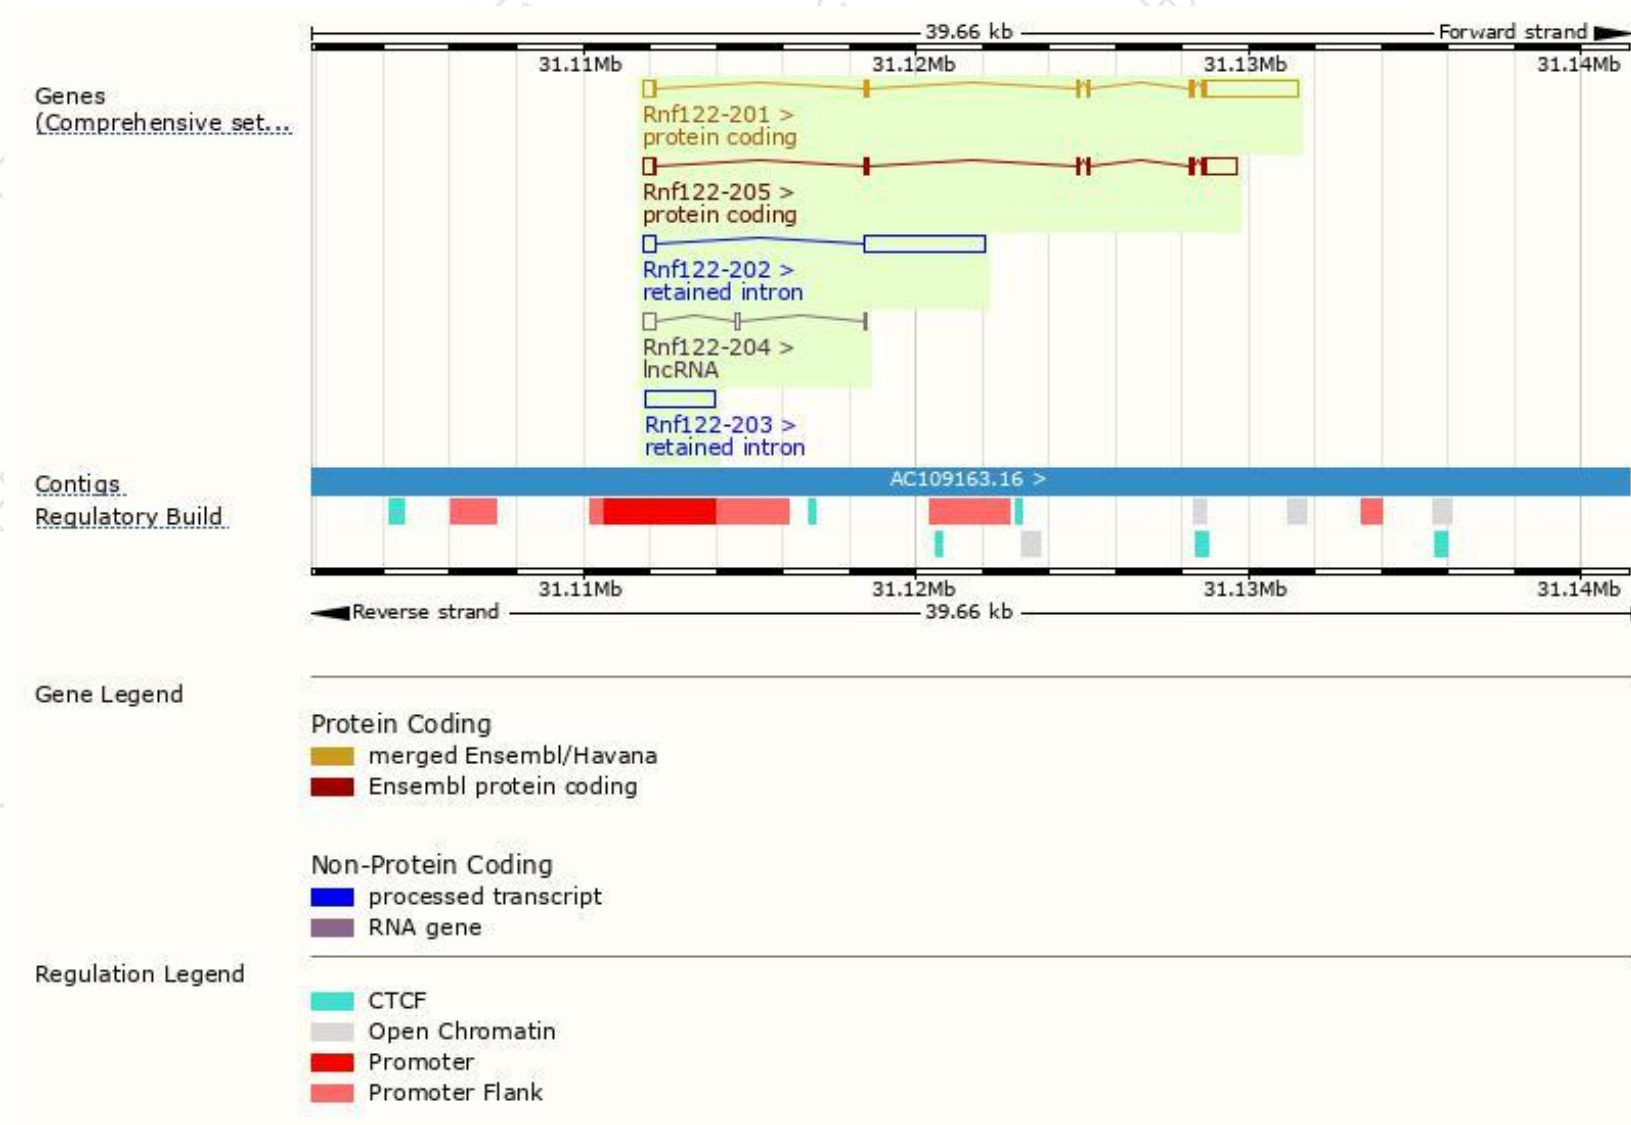 39.66 kb
Forward strand
31.11Mb
31.12Mb
31.13Mb
31.14Mb
Genes
(Comprehensive set...
Rnf122-201 >
protein coding
Rnf122-205 >
protein coding
Rnf122-202 >
retained intron
Rnf122-204 >
lncRNA
Rnf122-203 >
retained intron
Contigs
AC109163.16 >
Regulatory Build
31.11Mb
31.12Mb
31.13Mb
31.14Mb
Reverse strand
39.66 kb
Gene Legend
Protein Coding
merged Ensembl/Havana
Ensembl protein coding
Non-Protein Coding
processed transcript
RNA gene
Regulation Legend
CTCF
Open Chromatin
Promoter
Promoter Flank